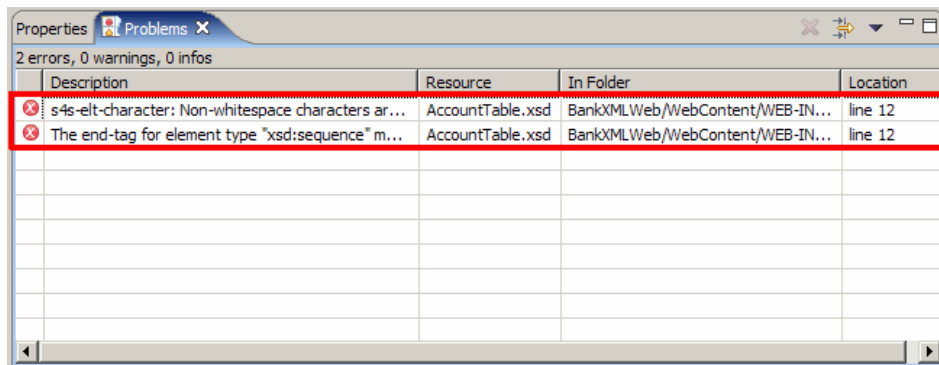 Properties Problems
2 errors, 0 warnings, 0 infos
Description Resource In Folder Location
s4s-elt-character: Non-whitespace characters ar... AccountTable.xsd BankXMLWeb/WebContent/WEB-IN... line 12
The end-tag for element type "xsd:sequence" m... AccountTable.xsd BankXMLWeb/WebContent/WEB-IN... line 12